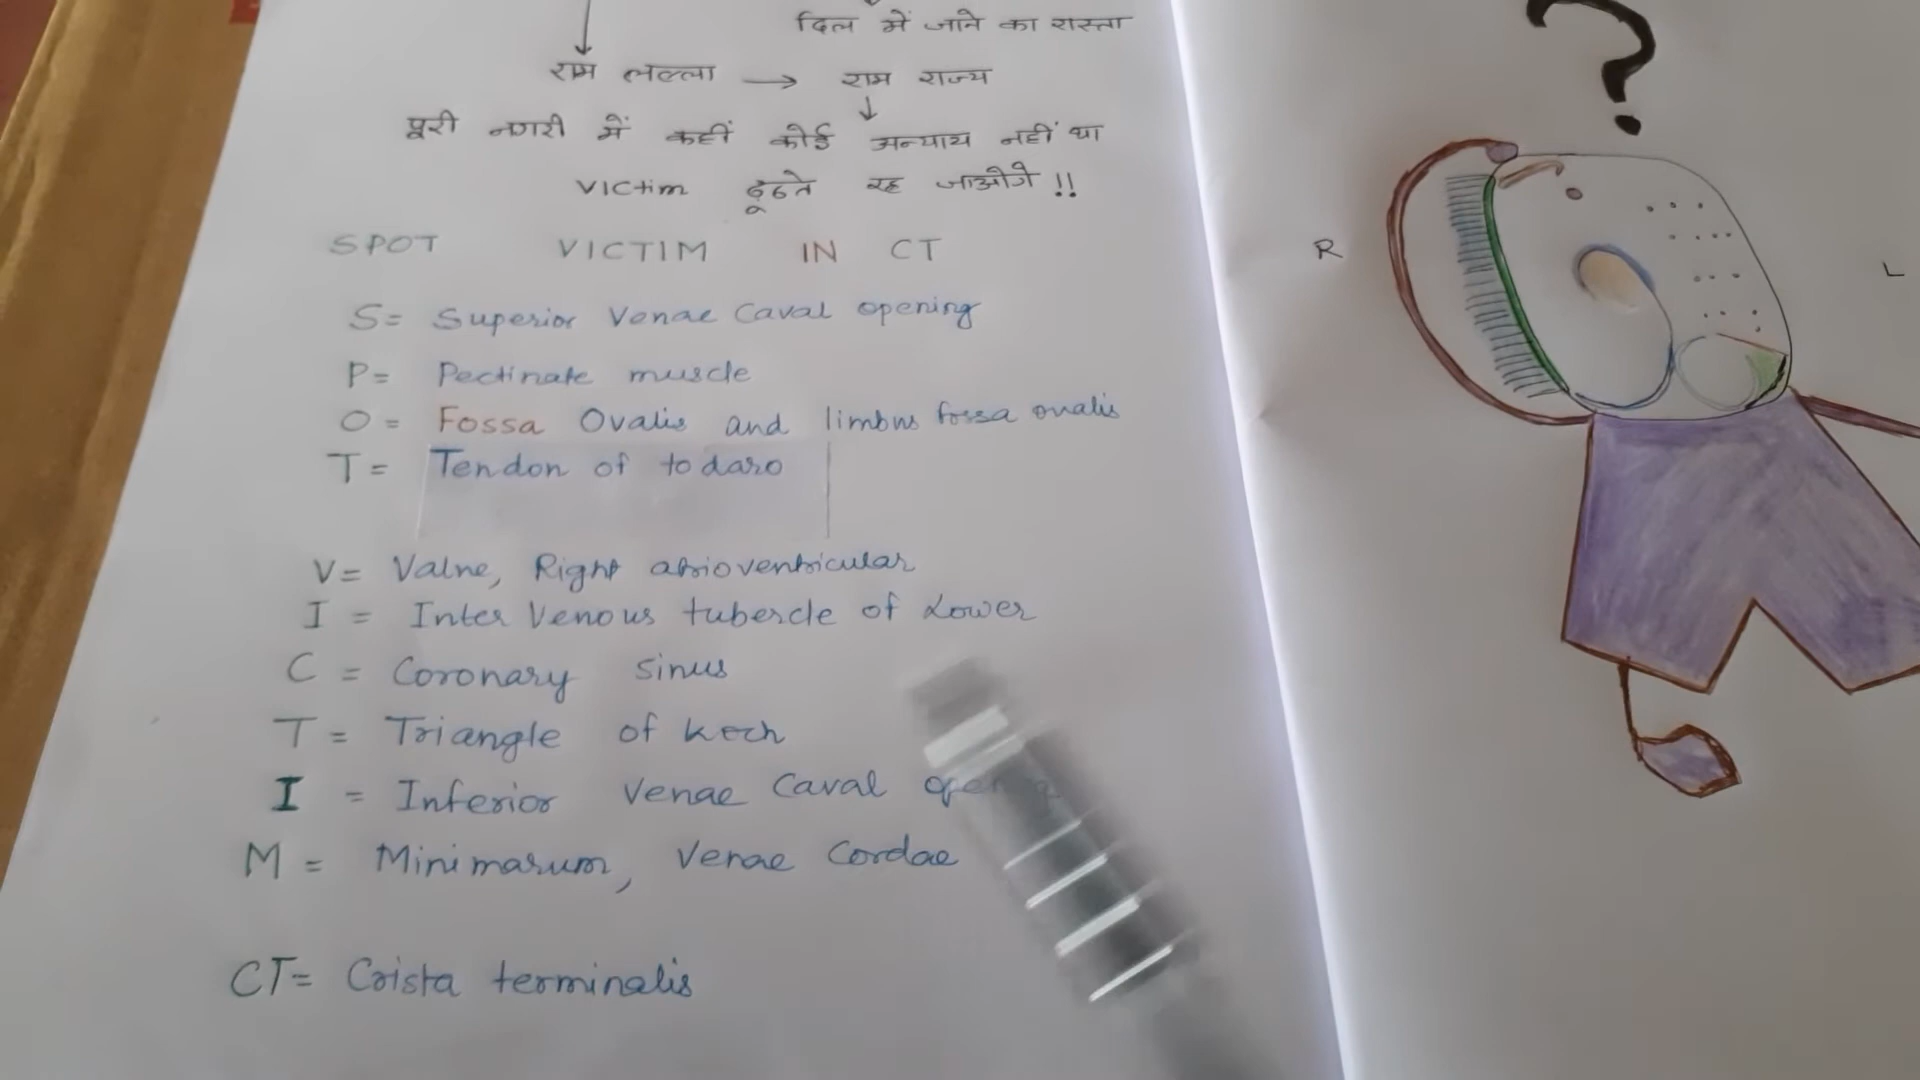 दिल में जाने का रास्ता
राम लल्ला → राम राज्य
पूरी नगरी में कहीं कोई अन्याय नहीं था
victim ढूढते रह जाओगे !!
SPOT VICTIM IN CT
S= Superior Venae Caval opening
P= Pectinate muscle
O = Fossa Ovalis and limbus fossa ovalis
T= Tendon of todaro
V= Valve, Right atrioventricular
I = Inter Venous tubercle of Lower
C = Coronary sinus
T = Triangle of Koch
I = Inferior Venae Caval
M = Minimarum, Venae Cordae
CT= Crista terminalis
?
R
L